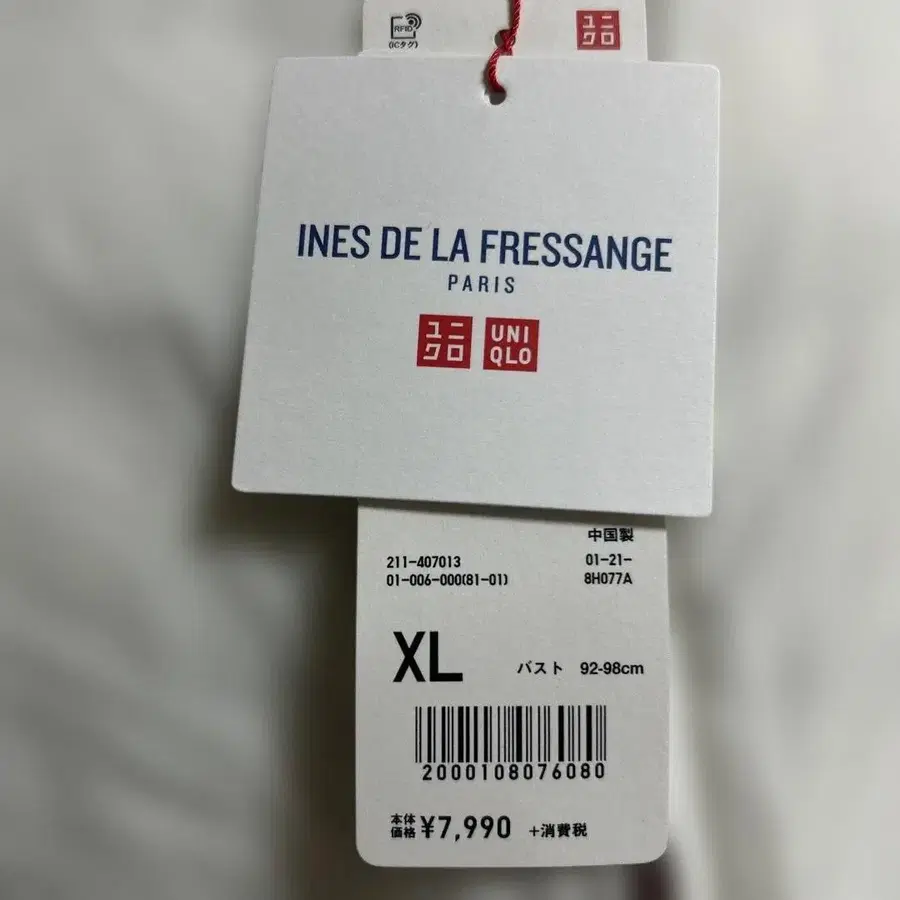 RFID
(ICタグ)
ユニ
クロ
INES DE LA FRESSANGE
PARIS
ユニ
クロ
UNI
QLO
中国製
211-407013
01-21-
01-006-000(81-01)
8H077A
XL
バスト 92-98cm
2000108076080
本体
価格 ¥7,990 +消費税